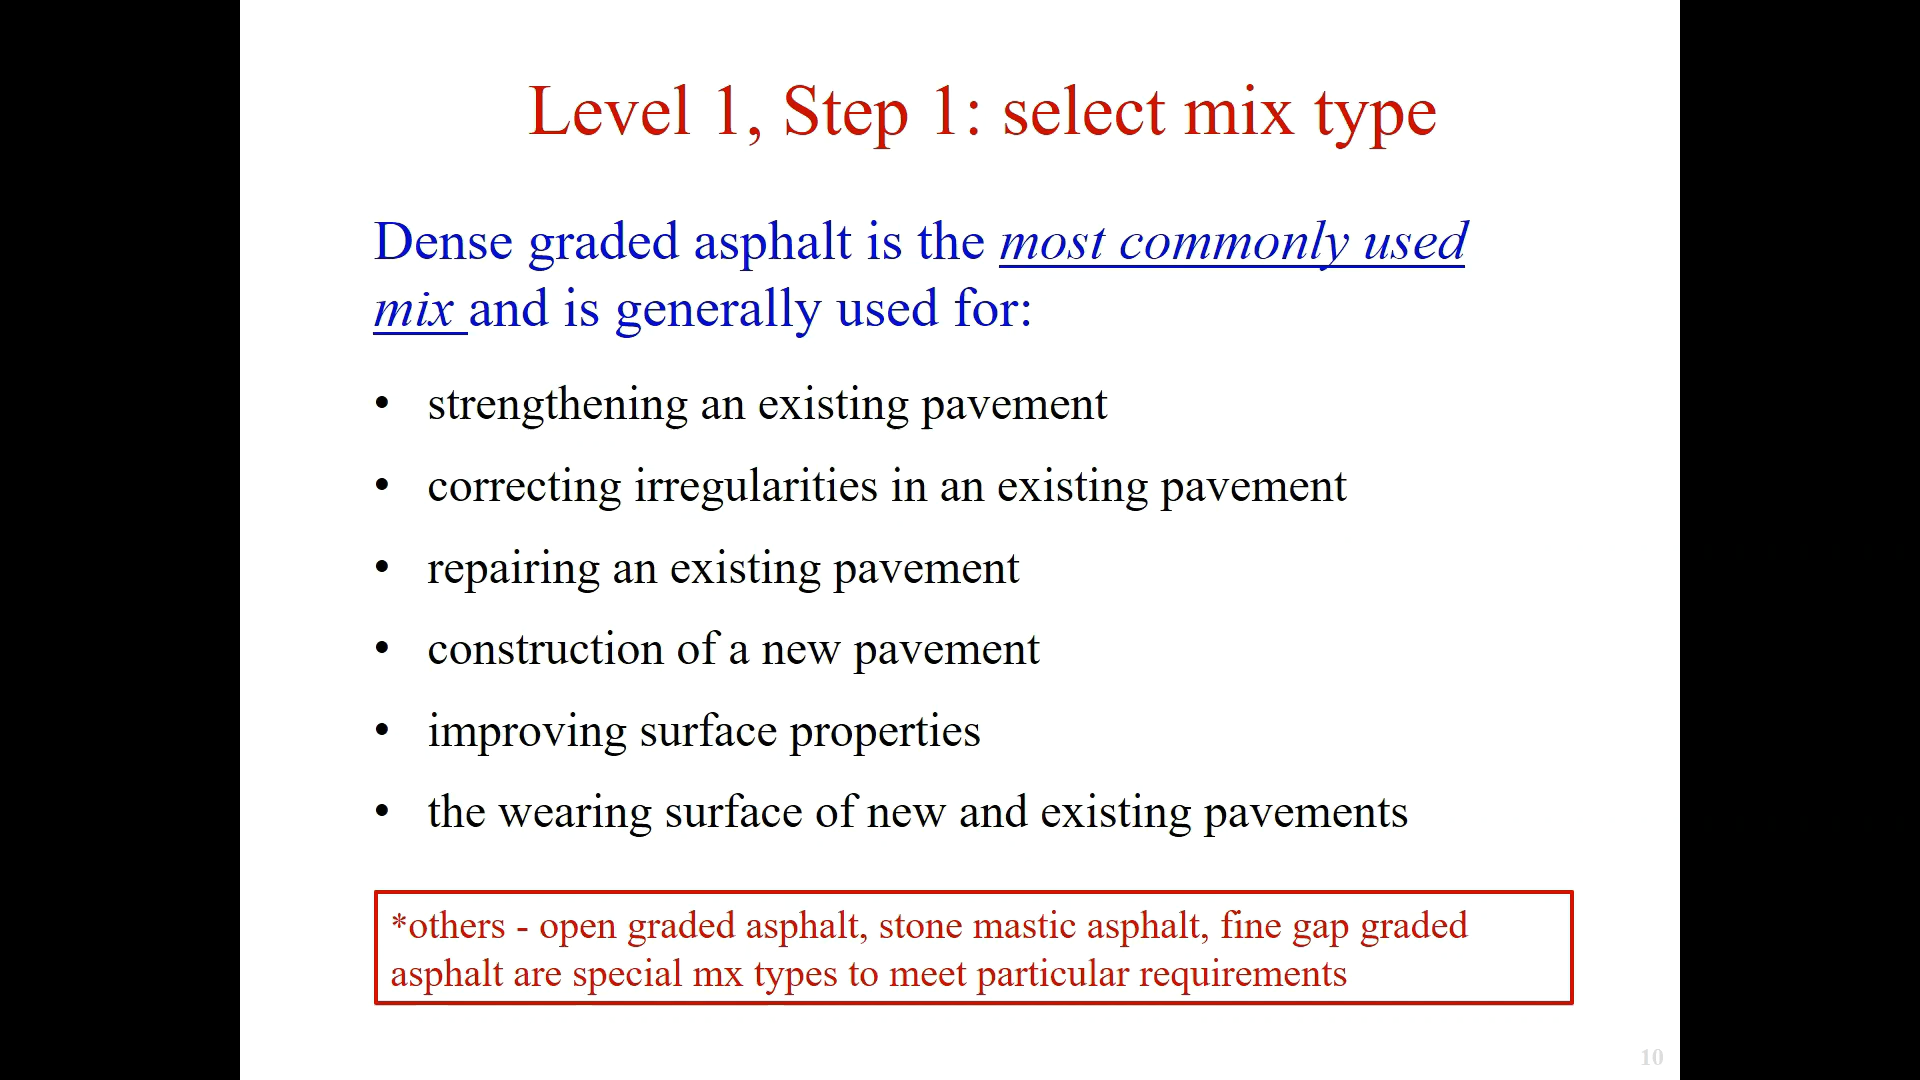 Level 1, Step 1: select mix type
Dense graded asphalt is the most commonly used
mix and is generally used for:
• strengthening an existing pavement
• correcting irregularities in an existing pavement
• repairing an existing pavement
• construction of a new pavement
• improving surface properties
• the wearing surface of new and existing pavements
*others - open graded asphalt, stone mastic asphalt, fine gap graded
asphalt are special mx types to meet particular requirements
10